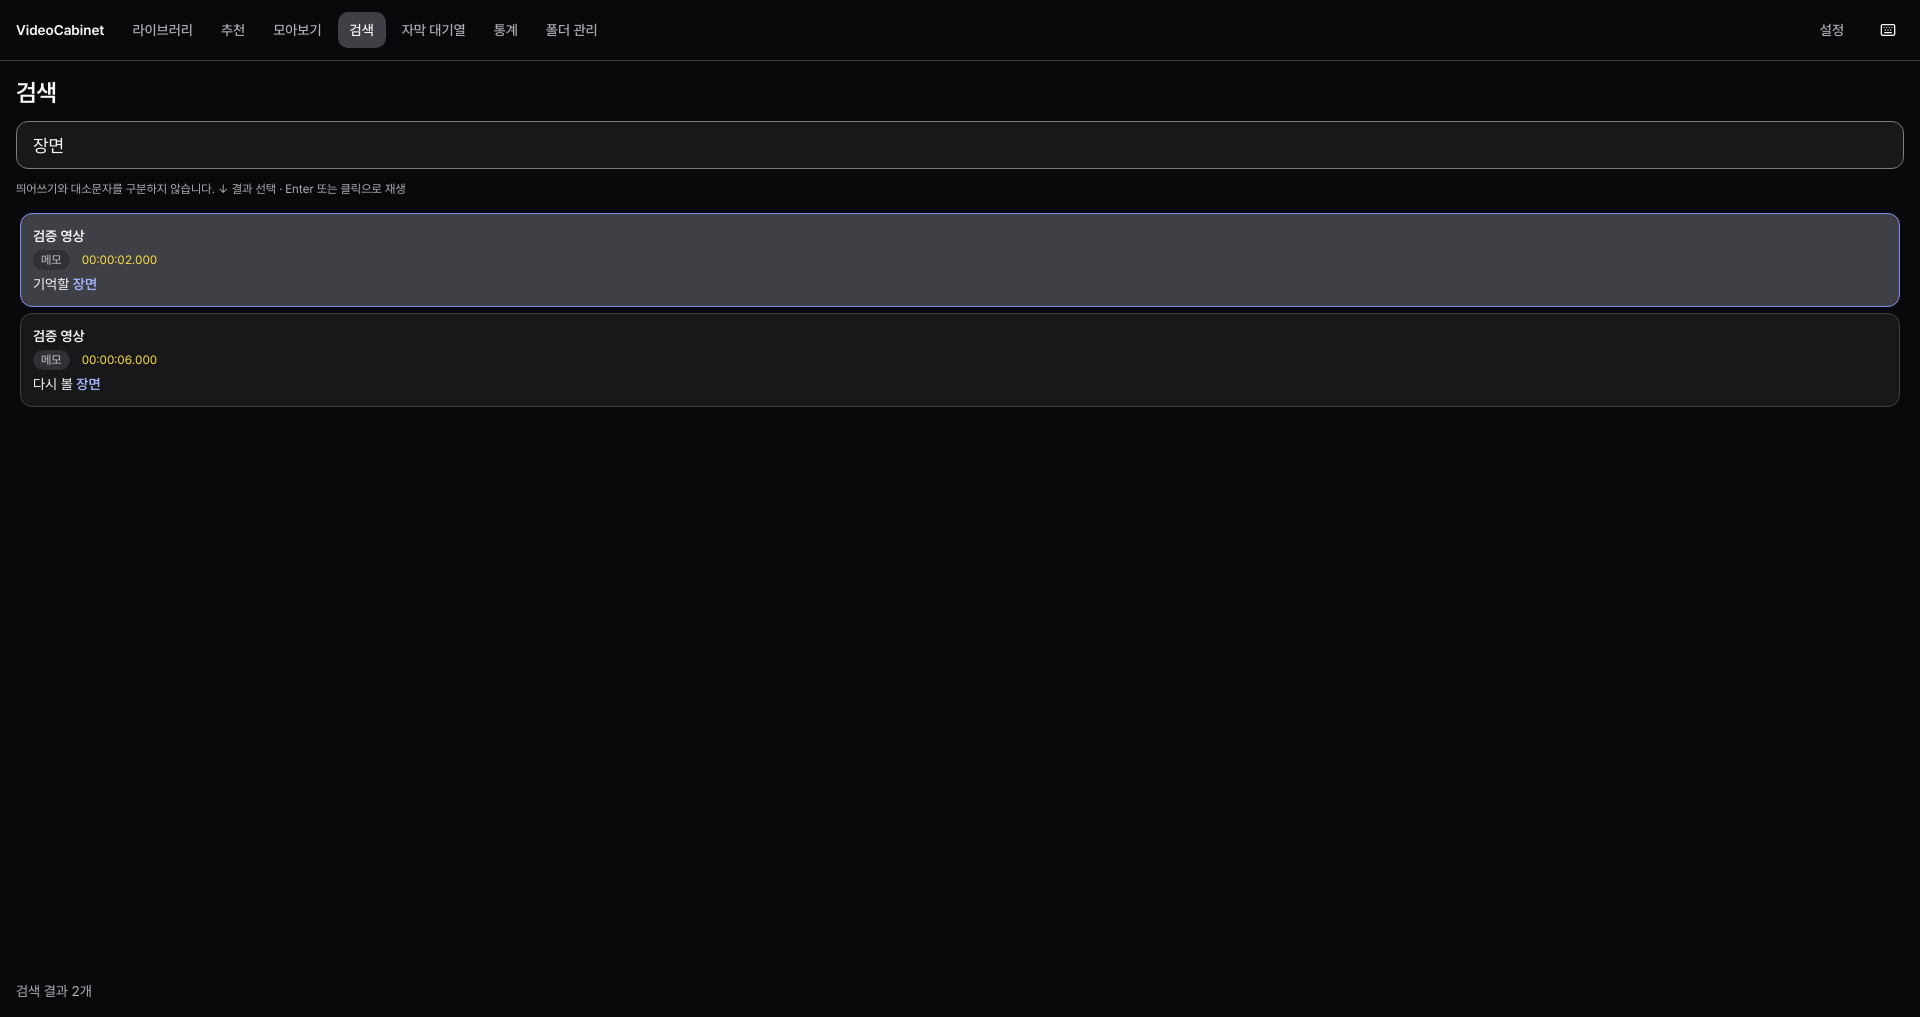 VideoCabinet 라이브러리 추천 모아보기 검색 자막 대기열 통계 폴더 관리 설정
검색
장면
띄어쓰기와 대소문자를 구분하지 않습니다. ↓ 결과 선택 · Enter 또는 클릭으로 재생
검증 영상
메모 00:00:02.000
기억할 장면
검증 영상
메모 00:00:06.000
다시 볼 장면
검색 결과 2개